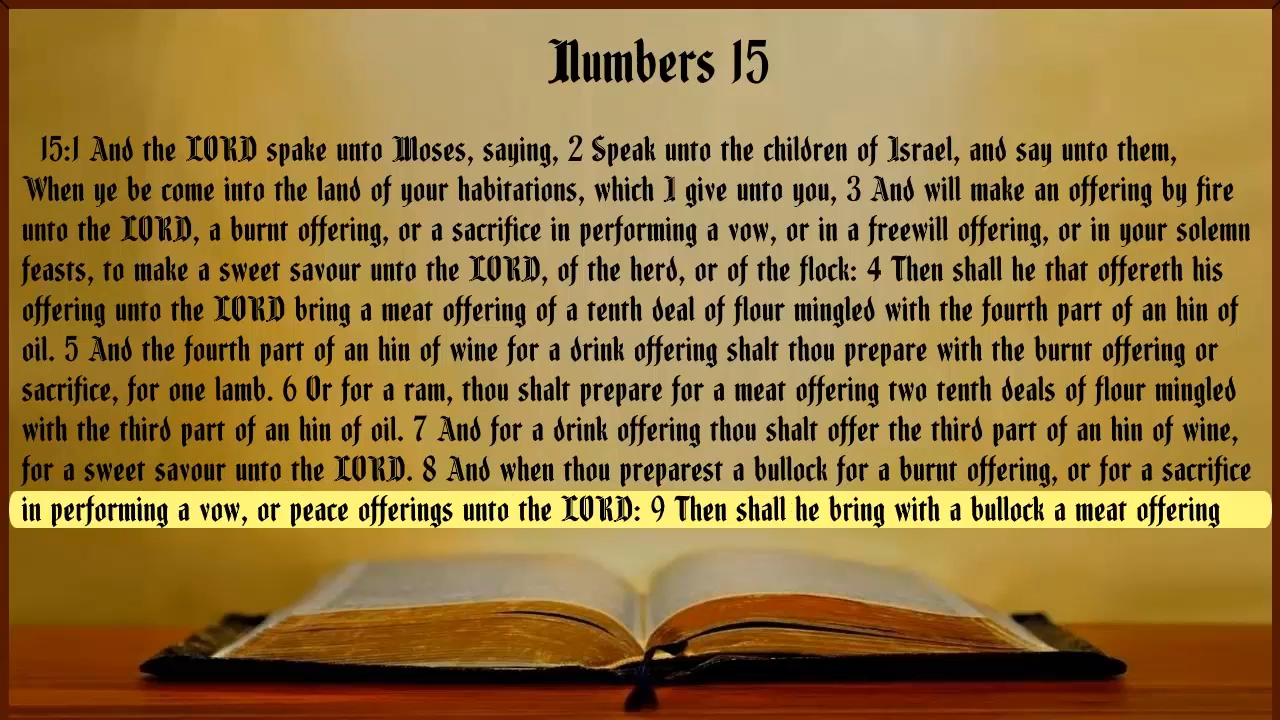 Numbers 15
15:1 And the LORD spake unto Moses, saying, 2 Speak unto the children of Israel, and say unto them,
When ye be come into the land of your habitations, which I give unto you, 3 And will make an offering by fire
unto the LORD, a burnt offering, or a sacrifice in performing a vow, or in a freewill offering, or in your solemn
feasts, to make a sweet savour unto the LORD, of the herd, or of the flock: 4 Then shall he that offereth his
offering unto the LORD bring a meat offering of a tenth deal of flour mingled with the fourth part of an hin of
oil. 5 And the fourth part of an hin of wine for a drink offering shalt thou prepare with the burnt offering or
sacrifice, for one lamb. 6 Or for a ram, thou shalt prepare for a meat offering two tenth deals of flour mingled
with the third part of an hin of oil. 7 And for a drink offering thou shalt offer the third part of an hin of wine,
for a sweet savour unto the LORD. 8 And when thou preparest a bullock for a burnt offering, or for a sacrifice
in performing a vow, or peace offerings unto the LORD: 9 Then shall he bring with a bullock a meat offering